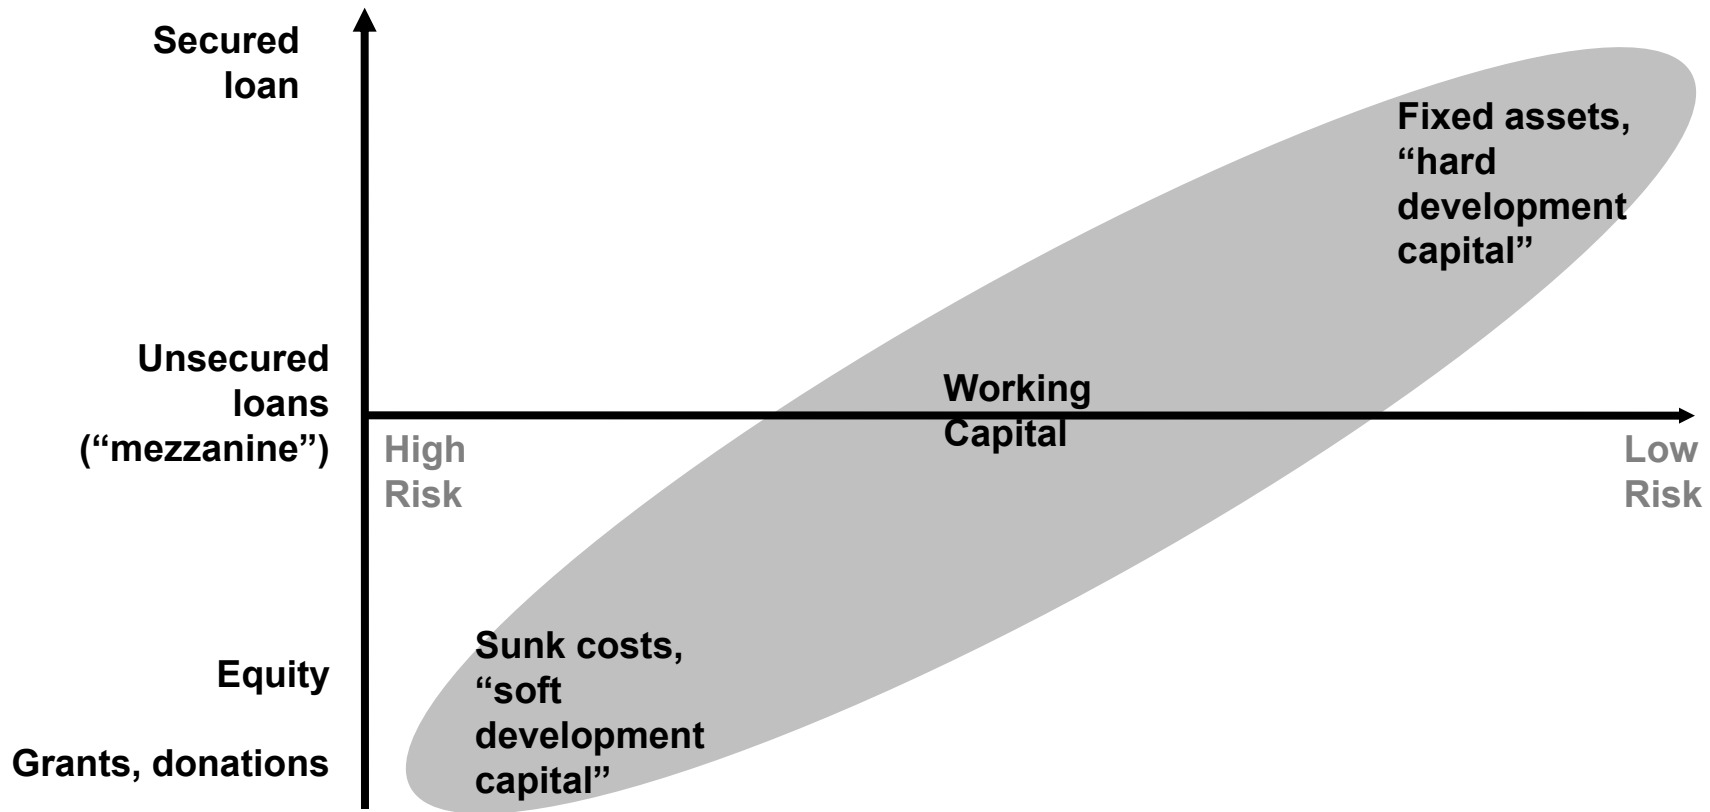 Secured
loan
Fixed assets,
“hard
development
capital”
Unsecured
loans
(“mezzanine”)
Working
Capital
High
Risk
Low
Risk
Sunk costs,
“soft
development
capital”
Equity
Grants, donations